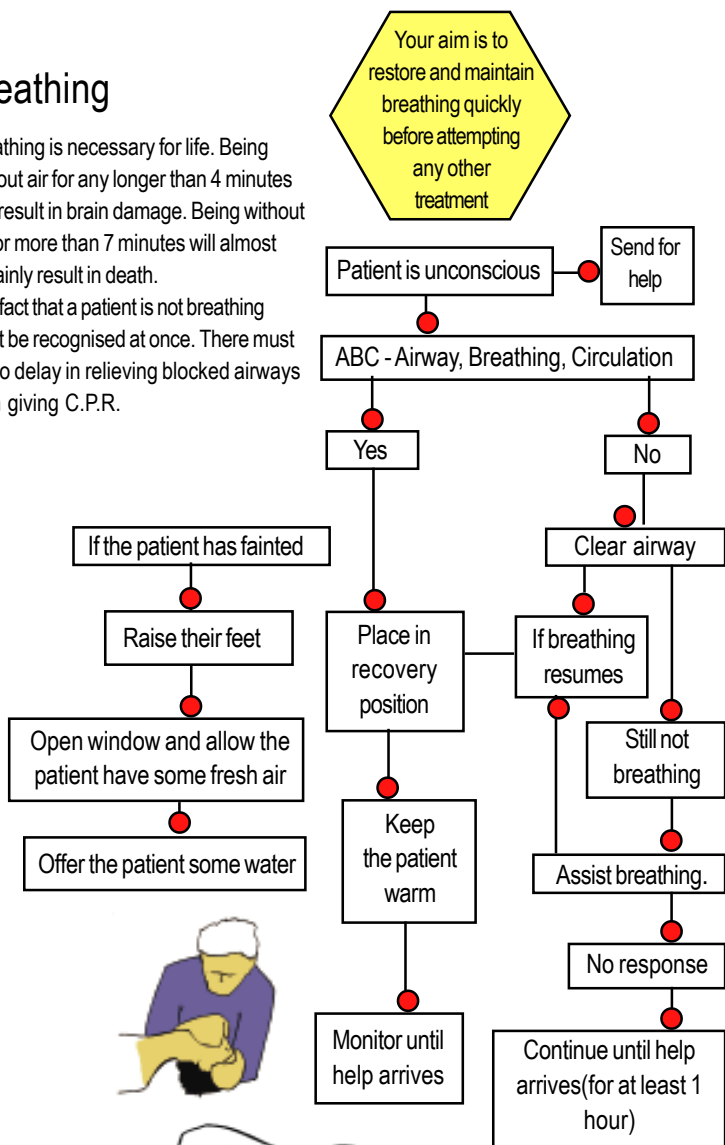 eathing
athing is necessary for life. Being
out air for any longer than 4 minutes
result in brain damage. Being without
or more than 7 minutes will almost
ainly result in death.
fact that a patient is not breathing
t be recognised at once. There must
o delay in relieving blocked airways
giving C.P.R.
Your aim is to
restore and maintain
breathing quickly
before attempting
any other
treatment
Patient is unconscious
Send for
help
ABC - Airway, Breathing, Circulation
Yes
No
If the patient has fainted
Clear airway
Raise their feet
Place in
recovery
position
If breathing
resumes
Open window and allow the
patient have some fresh air
Still not
breathing
Offer the patient some water
Keep
the patient
warm
Assist breathing.
No response
Monitor until
help arrives
Continue until help
arrives(for at least 1
hour)